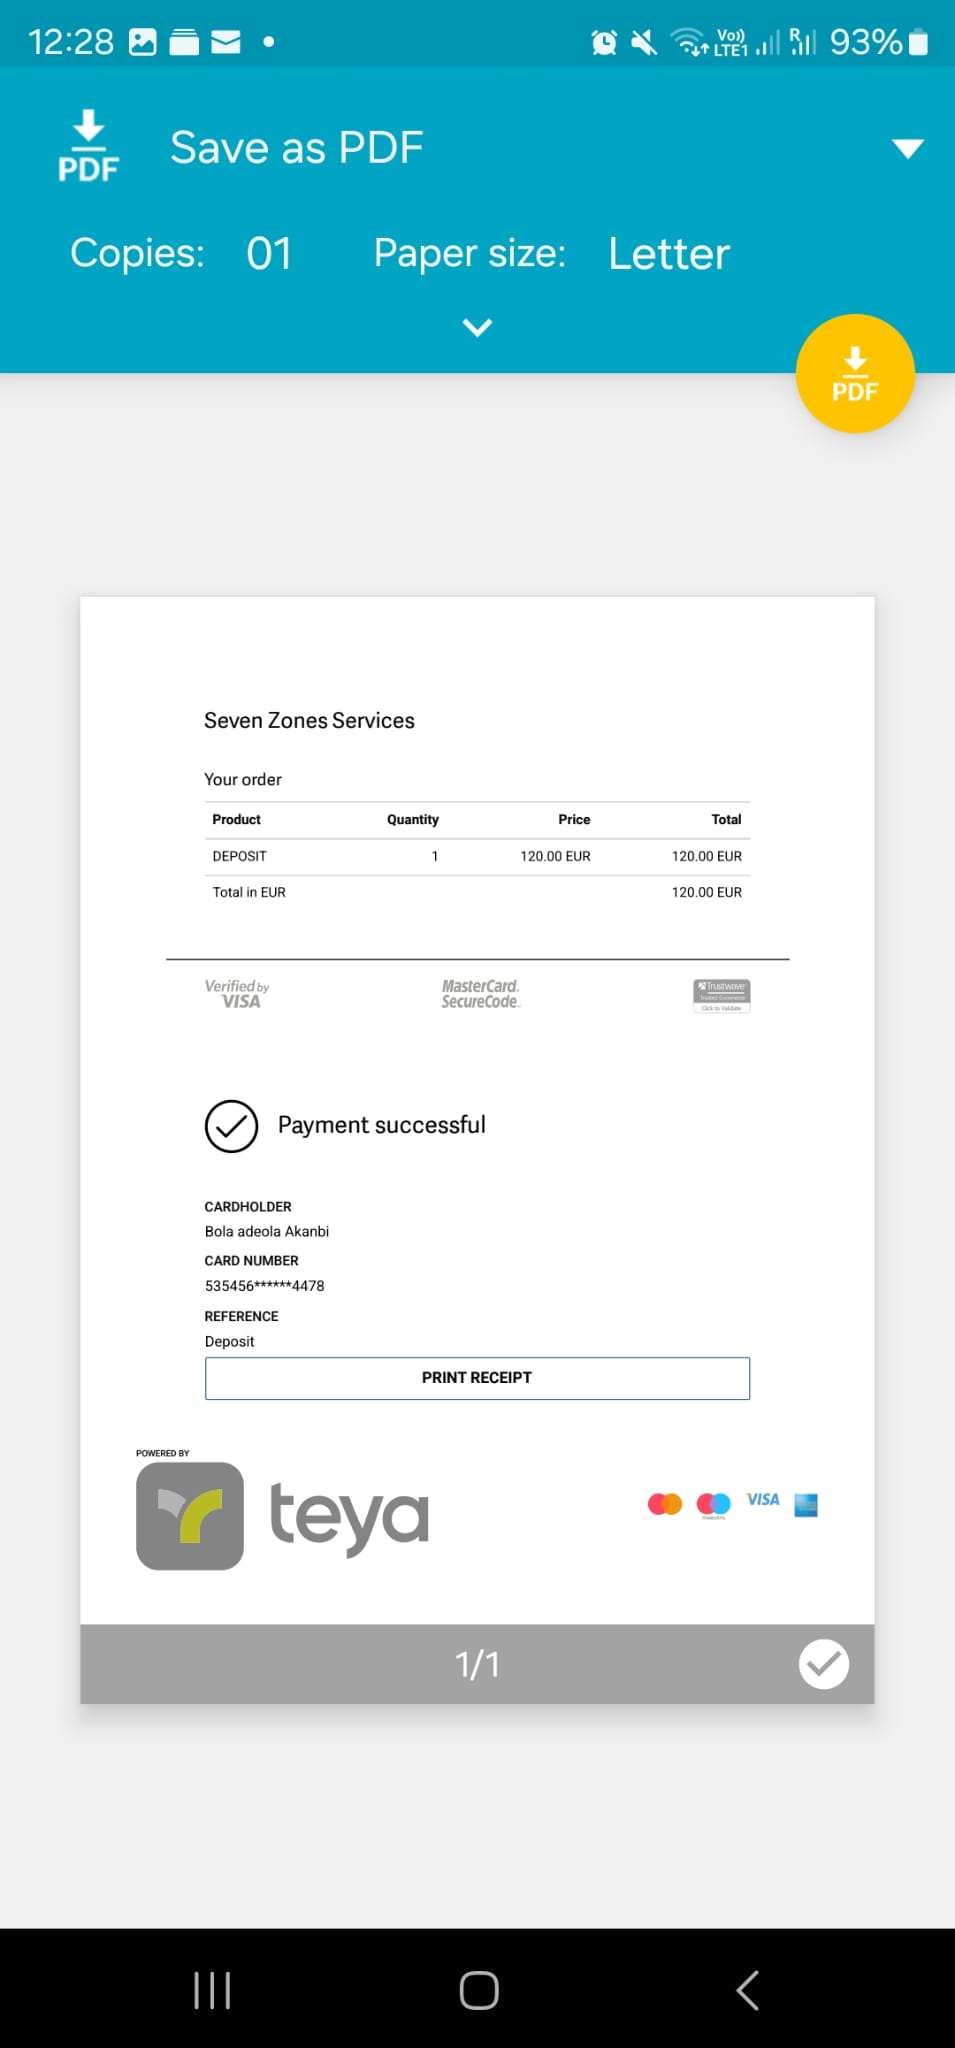 12:28
Vo)) LTE1 R 93%
PDF Save as PDF
Copies: 01 Paper size: Letter
PDF
Seven Zones Services
Your order
Product Quantity Price Total
DEPOSIT 1 120.00 EUR 120.00 EUR
Total in EUR 120.00 EUR
Verified by VISA
MasterCard. SecureCode.
Trustwave
Trusted Commerce
Click to Validate
Payment successful
CARDHOLDER
Bola adeola Akanbi
CARD NUMBER
535456******4478
REFERENCE
Deposit
PRINT RECEIPT
POWERED BY
teya
maestro
VISA
1/1